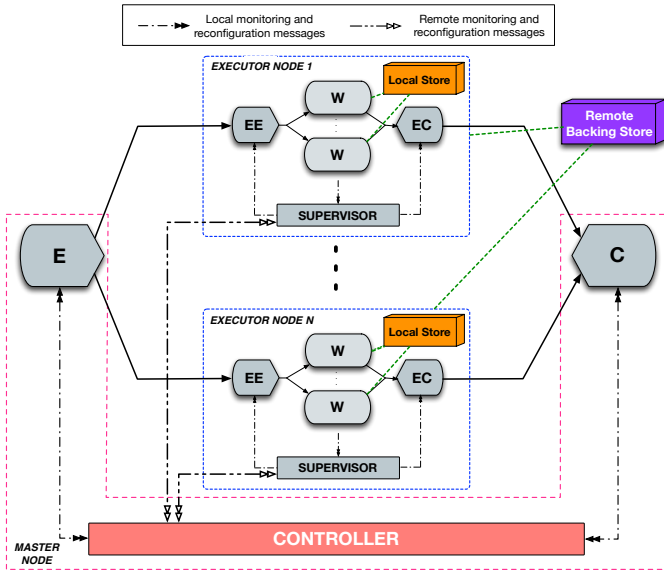 Local monitoring and
reconfiguration messages
Remote monitoring and
reconfiguration messages
EXECUTOR NODE 1
W
Local Store
EE
EC
W
SUPERVISOR
Remote
Backing Store
E
C
EXECUTOR NODE N
W
Local Store
EE
EC
W
SUPERVISOR
CONTROLLER
MASTER
NODE